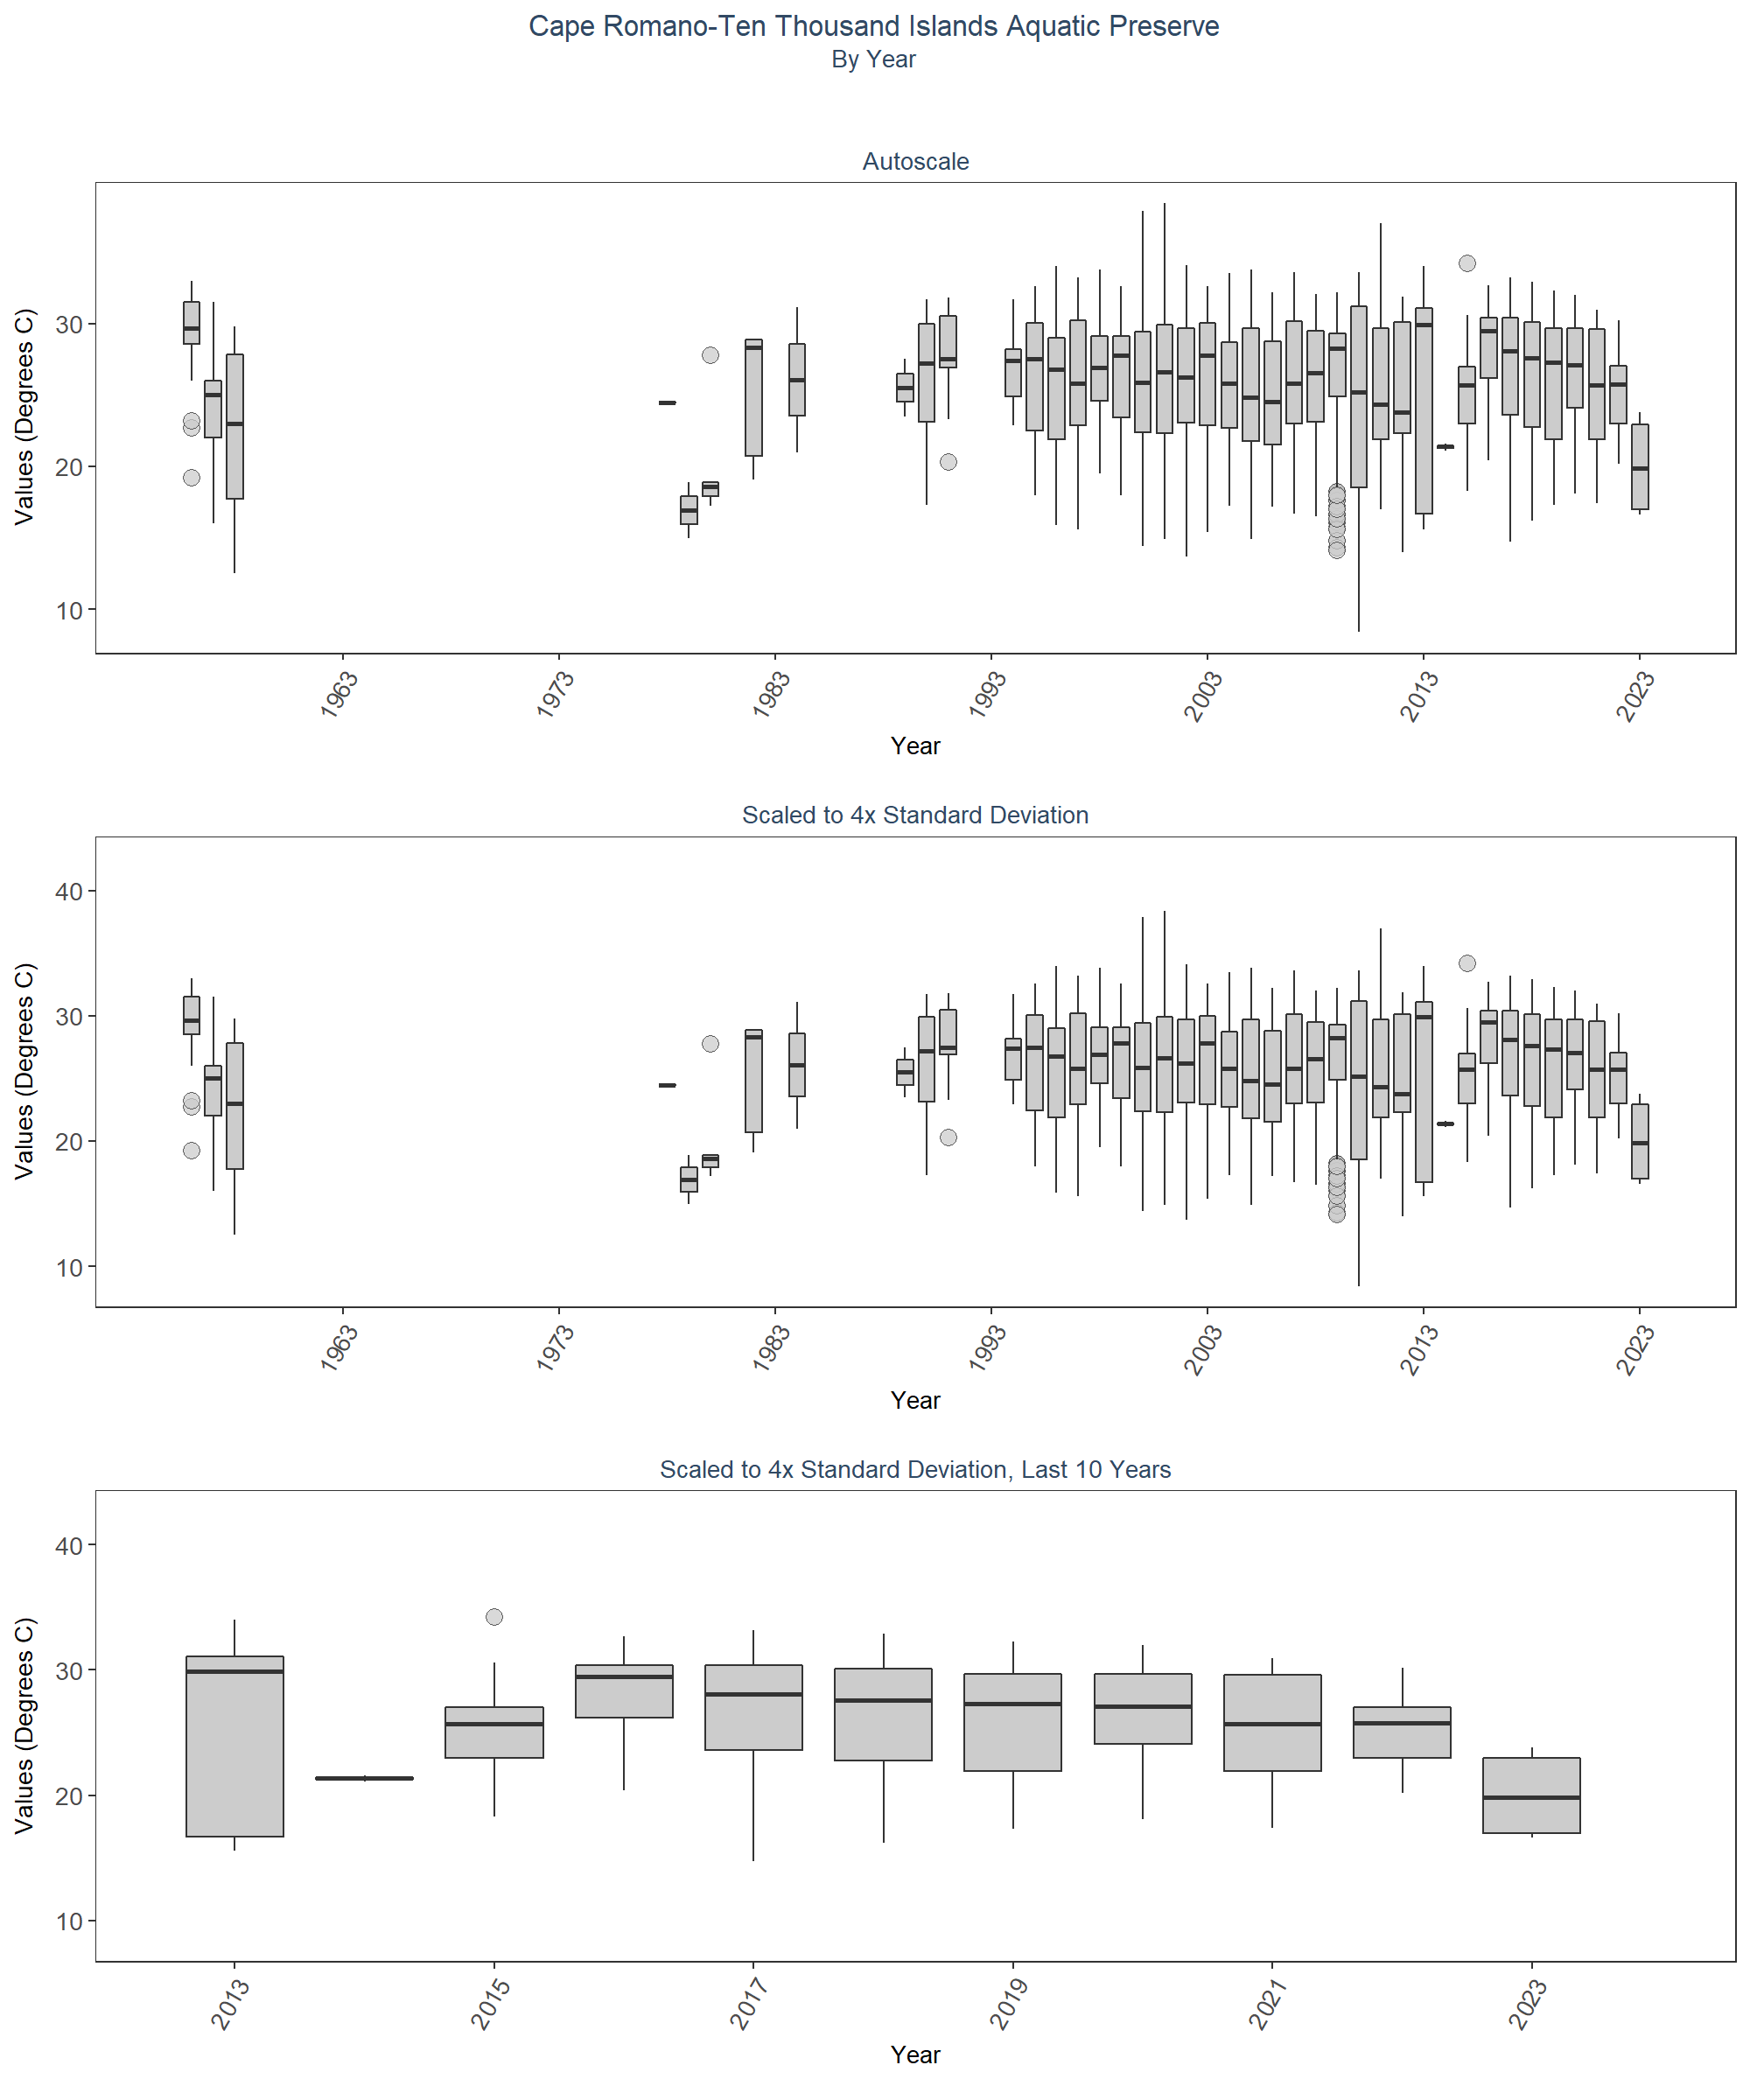 Cape Romano-Ten Thousand Islands Aquatic Preserve
By Year
Autoscale
Values (Degrees C)
30
20
10
1963
1973
1983
1993
2003
2013
2023
Year
Scaled to 4x Standard Deviation
Values (Degrees C)
40
30
20
10
1963
1973
1983
1993
2003
2013
2023
Year
Scaled to 4x Standard Deviation, Last 10 Years
Values (Degrees C)
40
30
20
10
2013
2015
2017
2019
2021
2023
Year